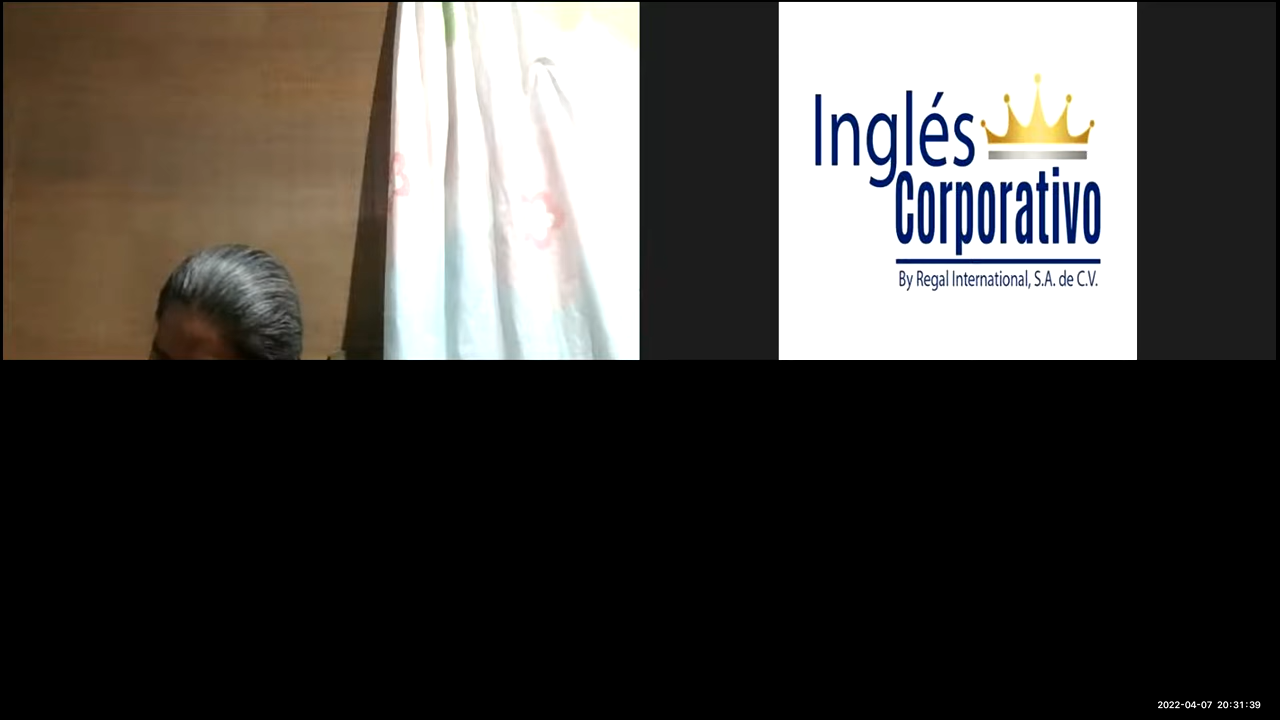 Inglés
Corporativo
By Regal International, S.A. de C.V.
2022-04-07 20:31:39